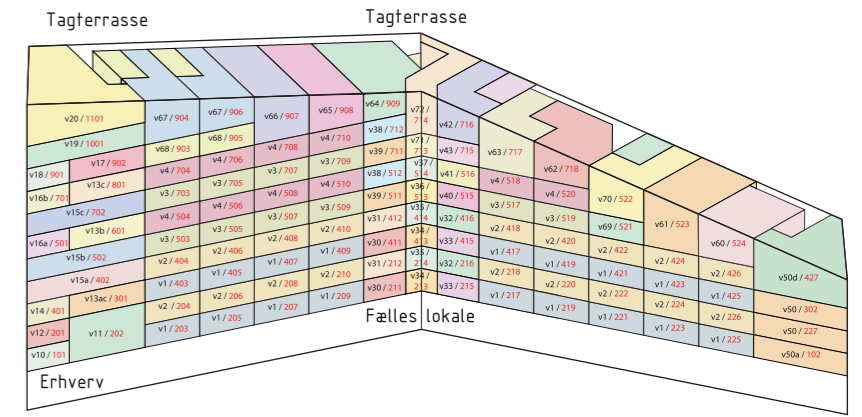 Tagterrasse
Tagterrasse
v20 / 1101
v19 / 1001
v18 / 901
v17 / 902
v13c / 801
v16b / 701
v15c / 702
v13b / 601
v16a / 501
v15b / 502
v15a / 402
v13ac / 301
v14 / 401
v12 / 201
v11 / 202
v10 / 101
v67 / 904
v68 / 903
v4 / 704
v3 / 703
v4 / 504
v3 / 503
v2 / 404
v1 / 403
v2 / 204
v1 / 203
v67 / 906
v68 / 905
v4 / 706
v3 / 705
v4 / 506
v3 / 505
v2 / 406
v1 / 405
v2 / 206
v1 / 205
v66 / 907
v4 / 708
v3 / 707
v4 / 508
v3 / 507
v2 / 408
v1 / 407
v2 / 208
v1 / 207
v65 / 908
v4 / 710
v3 / 709
v4 / 510
v3 / 509
v2 / 410
v1 / 409
v2 / 210
v1 / 209
v64 / 909
v38 / 712
v39 / 711
v38 / 512
v39 / 511
v31 / 412
v30 / 411
v31 / 212
v30 / 211
v72 /
714
v71 /
713
v37 /
514
v36 /
513
v35 /
414
v34 /
413
v35 /
214
v34 /
213
v42 / 716
v43 / 715
v41 / 516
v40 / 515
v32 / 416
v33 / 415
v32 / 216
v33 / 215
v63 / 717
v4 / 518
v3 / 517
v2 / 418
v1 / 417
v2 / 218
v1 / 217
v62 / 718
v4 / 520
v3 / 519
v2 / 420
v1 / 419
v2 / 220
v1 / 219
v70 / 522
v69 / 521
v2 / 422
v1 / 421
v2 / 222
v1 / 221
v61 / 523
v2 / 424
v1 / 423
v2 / 224
v1 / 223
v60 / 524
v2 / 426
v1 / 425
v2 / 226
v1 / 225
v50d / 427
v50 / 302
v50 / 227
v50a / 102
Fælles lokale
Erhverv